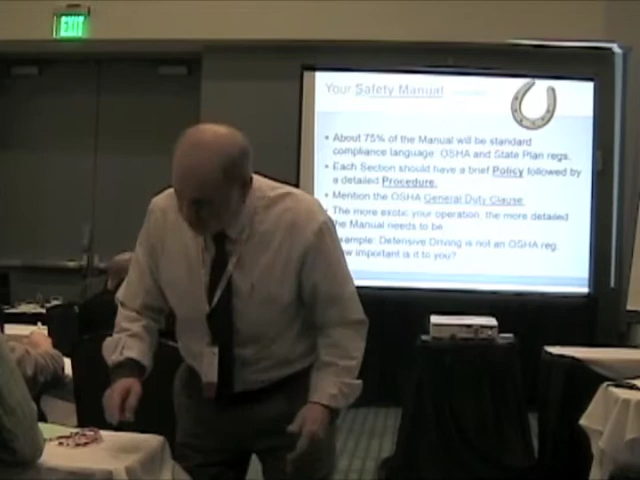 EXIT
Your Safety Manual
• About 75% of the Manual will be standard
compliance language: OSHA and State Plan regs.
• Each Section should have a brief Policy followed by
a detailed Procedure.
• Mention the OSHA General Duty Clause
• The more exotic your operation, the more detailed
the Manual needs to be
xample: Defensive Driving is not an OSHA reg.
w important is it to you?